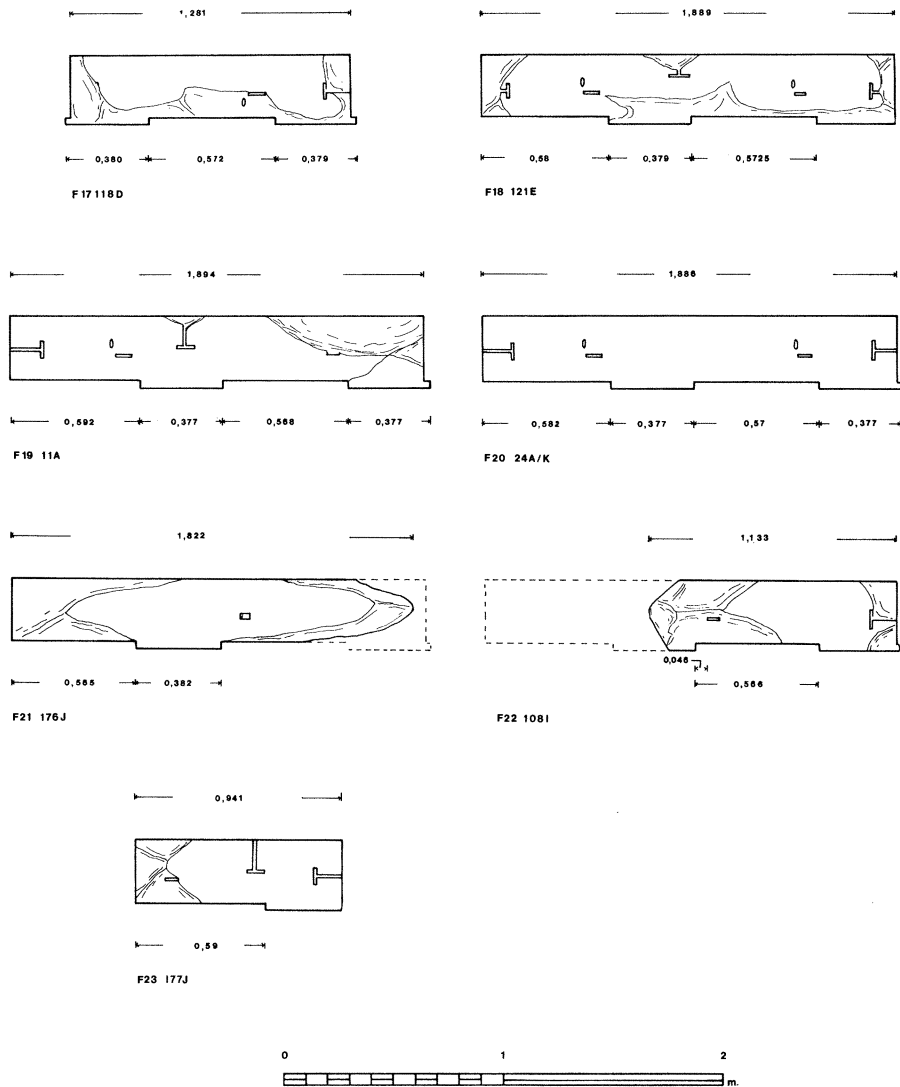 1,281
1,889
0,380 0,572 0,379
0,58 0,379 0,5725
F17 118D
F18 121E
1,894
1,886
0,592 0,377 0,568 0,377
0,582 0,377 0,57 0,377
F19 11A
F20 24A/K
1,822
1,133
0,046
0,565 0,382
0,566
F21 176J
F22 108I
0,941
0,59
F23 177J
0 1 2
m.